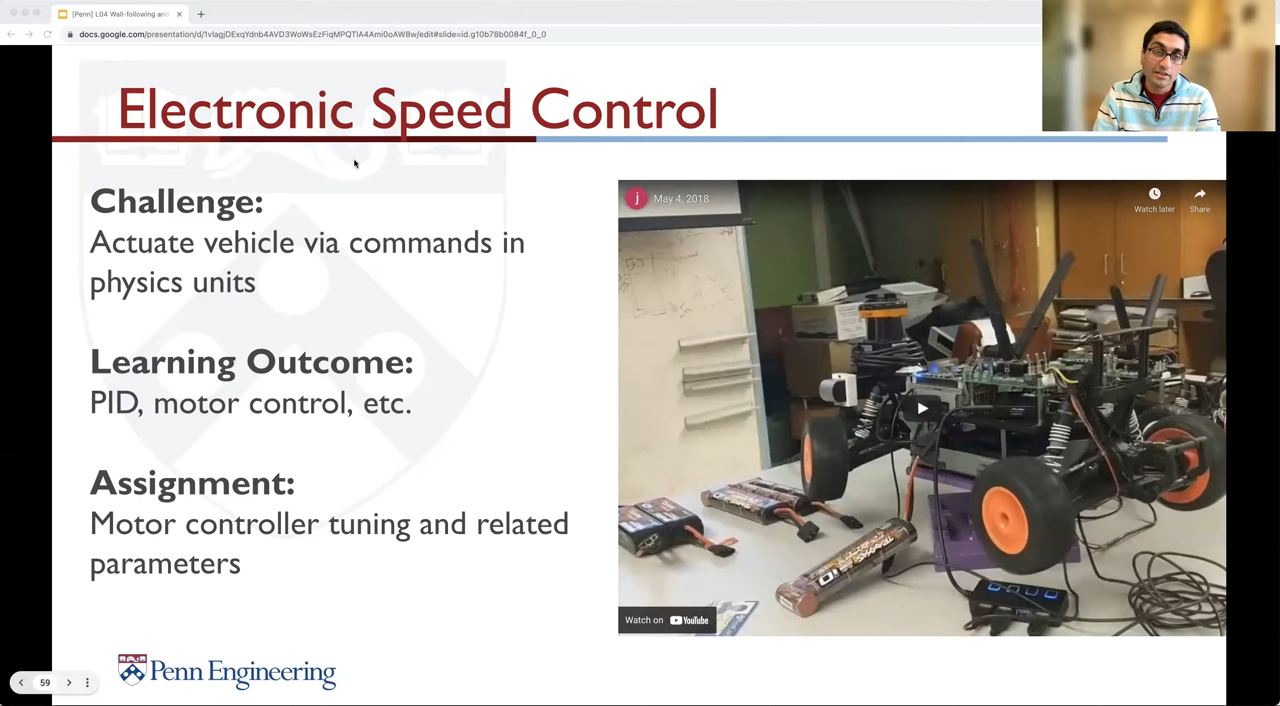 [Penn] L04 Wall-following and
docs.google.com/presentation/d/1vlagjDExqYdnb4AVD3WoWsEzFiqMPQTIA4Ami0oAW8w/edit#slide=id.g10b78b0084f_0_0
Electronic Speed Control
Challenge:
Actuate vehicle via commands in
physics units
Learning Outcome:
PID, motor control, etc.
Assignment:
Motor controller tuning and related
parameters
j
May 4, 2018
Watch later
Share
Watch on YouTube
Penn Engineering
59